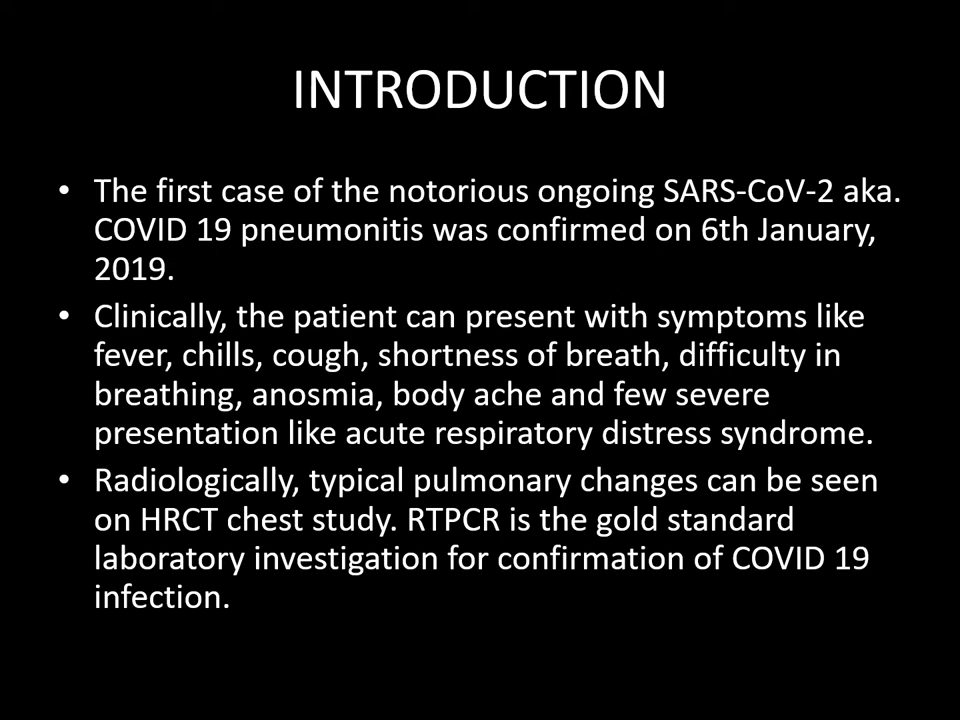 INTRODUCTION
• The first case of the notorious ongoing SARS-CoV-2 aka.
COVID 19 pneumonitis was confirmed on 6th January,
2019.
• Clinically, the patient can present with symptoms like
fever, chills, cough, shortness of breath, difficulty in
breathing, anosmia, body ache and few severe
presentation like acute respiratory distress syndrome.
• Radiologically, typical pulmonary changes can be seen
on HRCT chest study. RTPCR is the gold standard
laboratory investigation for confirmation of COVID 19
infection.